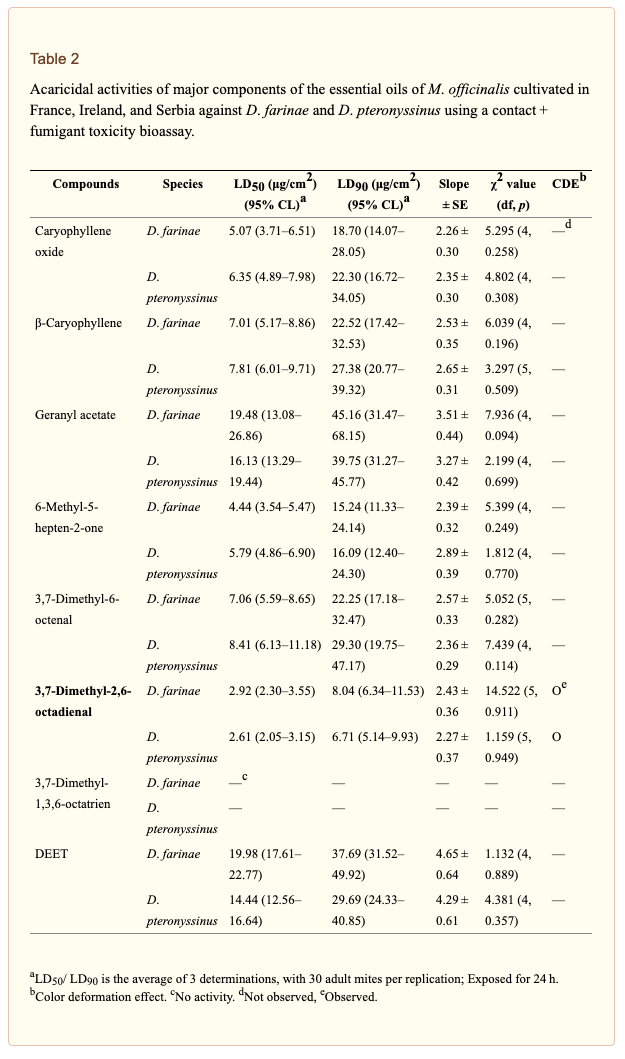 Table 2
Acaricidal activities of major components of the essential oils of M. officinalis cultivated in
France, Ireland, and Serbia against D. farinae and D. pteronyssinus using a contact +
fumigant toxicity bioassay.
Compounds Species LD50 (μg/cm2) LD90 (μg/cm2) Slope χ2 value CDEb
(95% CL)a (95% CL)a ± SE (df, p)
Caryophyllene D. farinae 5.07 (3.71–6.51) 18.70 (14.07– 2.26 ± 5.295 (4, —d
oxide 28.05) 0.30 0.258)
D. 6.35 (4.89–7.98) 22.30 (16.72– 2.35 ± 4.802 (4, —
pteronyssinus 34.05) 0.30 0.308)
β-Caryophyllene D. farinae 7.01 (5.17–8.86) 22.52 (17.42– 2.53 ± 6.039 (4, —
32.53) 0.35 0.196)
D. 7.81 (6.01–9.71) 27.38 (20.77– 2.65 ± 3.297 (5, —
pteronyssinus 39.32) 0.31 0.509)
Geranyl acetate D. farinae 19.48 (13.08– 45.16 (31.47– 3.51 ± 7.936 (4, —
26.86) 68.15) 0.44) 0.094)
D. 16.13 (13.29– 39.75 (31.27– 3.27 ± 2.199 (4, —
pteronyssinus 19.44) 45.77) 0.42 0.699)
6-Methyl-5- D. farinae 4.44 (3.54–5.47) 15.24 (11.33– 2.39 ± 5.399 (4, —
hepten-2-one 24.14) 0.32 0.249)
D. 5.79 (4.86–6.90) 16.09 (12.40– 2.89 ± 1.812 (4, —
pteronyssinus 24.30) 0.39 0.770)
3,7-Dimethyl-6- D. farinae 7.06 (5.59–8.65) 22.25 (17.18– 2.57 ± 5.052 (5, —
octenal 32.47) 0.33 0.282)
D. 8.41 (6.13–11.18) 29.30 (19.75– 2.36 ± 7.439 (4, —
pteronyssinus 47.17) 0.29 0.114)
3,7-Dimethyl-2,6- D. farinae 2.92 (2.30–3.55) 8.04 (6.34–11.53) 2.43 ± 14.522 (5, Oe
octadienal 0.36 0.911)
D. 2.61 (2.05–3.15) 6.71 (5.14–9.93) 2.27 ± 1.159 (5, O
pteronyssinus 0.37 0.949)
3,7-Dimethyl- D. farinae —c — — — —
1,3,6-octatrien D. — — — — —
pteronyssinus
DEET D. farinae 19.98 (17.61– 37.69 (31.52– 4.65 ± 1.132 (4, —
22.77) 49.92) 0.64 0.889)
D. 14.44 (12.56– 29.69 (24.33– 4.29 ± 4.381 (4, —
pteronyssinus 16.64) 40.85) 0.61 0.357)
aLD50/ LD90 is the average of 3 determinations, with 30 adult mites per replication; Exposed for 24 h.
bColor deformation effect. cNo activity. dNot observed, eObserved.